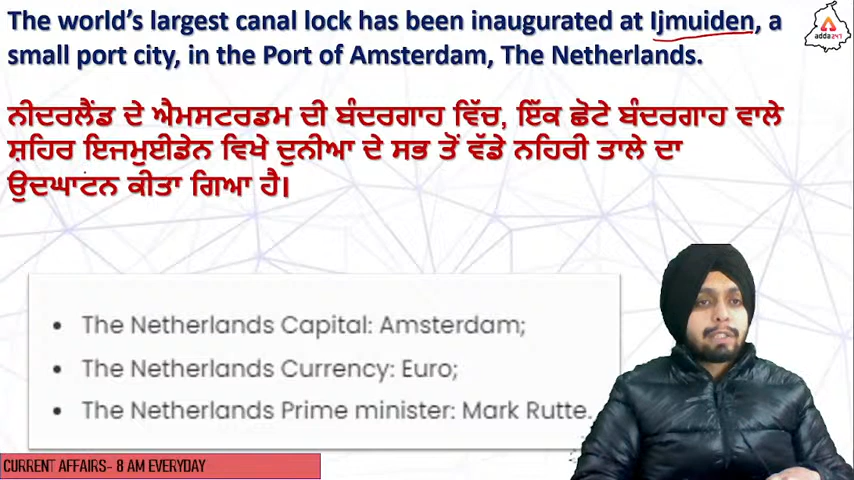 The world's largest canal lock has been inaugurated at Ijmuiden, a
small port city, in the Port of Amsterdam, The Netherlands.
adda247
ਨੀਦਰਲੈਂਡ ਦੇ ਐਮਸਟਰਡਮ ਦੀ ਬੰਦਰਗਾਹ ਵਿੱਚ, ਇੱਕ ਛੋਟੇ ਬੰਦਰਗਾਹ ਵਾਲੇ
ਸ਼ਹਿਰ ਇਜਮੁਈਡੇਨ ਵਿਖੇ ਦੁਨੀਆ ਦੇ ਸਭ ਤੋਂ ਵੱਡੇ ਨਹਿਰੀ ਤਾਲੇ ਦਾ
ਉਦਘਾਟਨ ਕੀਤਾ ਗਿਆ ਹੈ।
• The Netherlands Capital: Amsterdam;
• The Netherlands Currency: Euro;
• The Netherlands Prime minister: Mark Rutte.
CURRENT AFFAIRS- 8 AM EVERYDAY